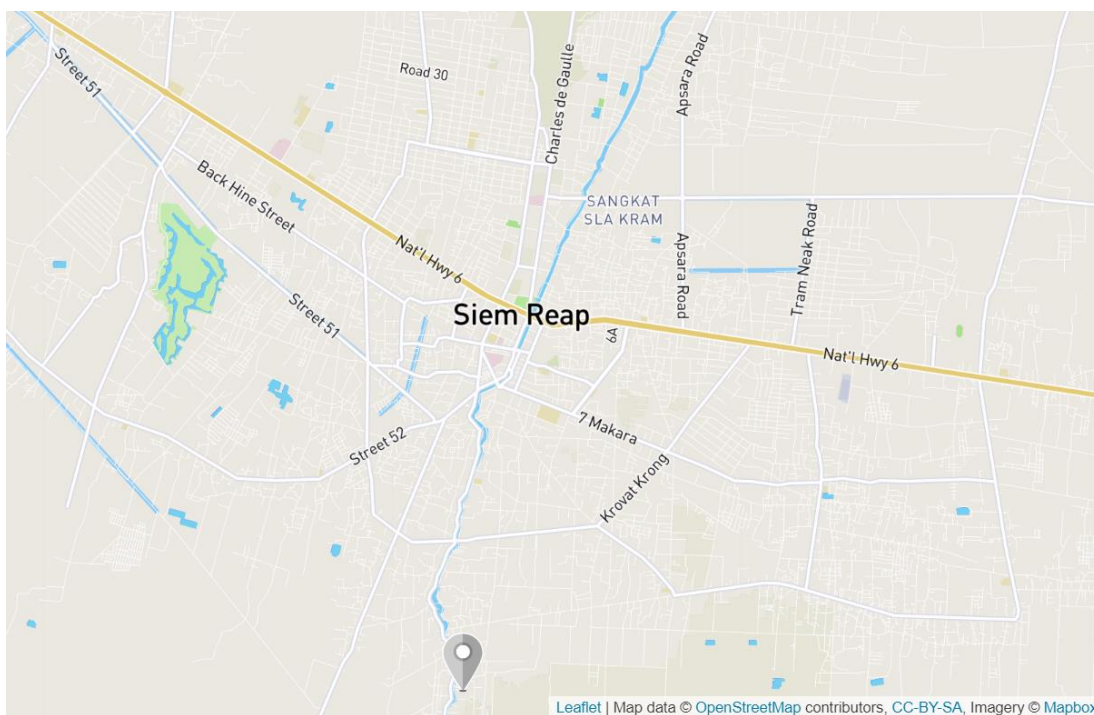 Street 51
Road 30
Charles de Gaulle
Apsara Road
Back Hine Street
SANGKAT
SLA KRAM
Nat'l Hwy 6
Apsara Road
Tram Neak Road
Street 51
Siem Reap
6A
Nat'l Hwy 6
7 Makara
Street 52
Krovat Krong
Leaflet | Map data © OpenStreetMap contributors, CC-BY-SA, Imagery © Mapbox